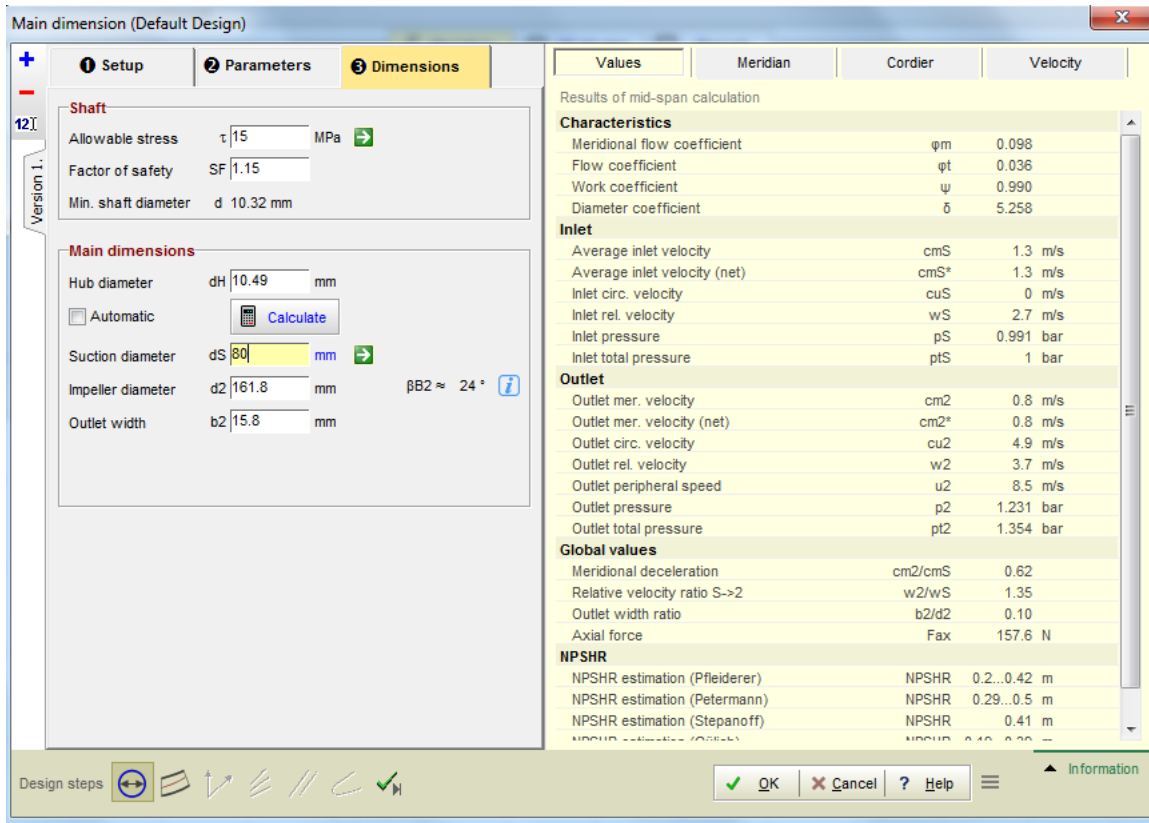 Main dimension (Default Design)
1 Setup
2 Parameters
3 Dimensions
Version 1.
Shaft
Allowable stress τ 15 MPa
Factor of safety SF 1.15
Min. shaft diameter d 10.32 mm
Main dimensions
Hub diameter dH 10.49 mm
Automatic Calculate
Suction diameter dS 80 mm
Impeller diameter d2 161.8 mm βB2 ≈ 24 °
Outlet width b2 15.8 mm
Values Meridian Cordier Velocity
Results of mid-span calculation
Characteristics
Meridional flow coefficient φm 0.098
Flow coefficient φt 0.036
Work coefficient ψ 0.990
Diameter coefficient δ 5.258
Inlet
Average inlet velocity cmS 1.3 m/s
Average inlet velocity (net) cmS* 1.3 m/s
Inlet circ. velocity cuS 0 m/s
Inlet rel. velocity wS 2.7 m/s
Inlet pressure pS 0.991 bar
Inlet total pressure ptS 1 bar
Outlet
Outlet mer. velocity cm2 0.8 m/s
Outlet mer. velocity (net) cm2* 0.8 m/s
Outlet circ. velocity cu2 4.9 m/s
Outlet rel. velocity w2 3.7 m/s
Outlet peripheral speed u2 8.5 m/s
Outlet pressure p2 1.231 bar
Outlet total pressure pt2 1.354 bar
Global values
Meridional deceleration cm2/cmS 0.62
Relative velocity ratio S->2 w2/wS 1.35
Outlet width ratio b2/d2 0.10
Axial force Fax 157.6 N
NPSHR
NPSHR estimation (Pfleiderer) NPSHR 0.2...0.42 m
NPSHR estimation (Petermann) NPSHR 0.29...0.5 m
NPSHR estimation (Stepanoff) NPSHR 0.41 m
Design steps
OK Cancel ? Help
Information